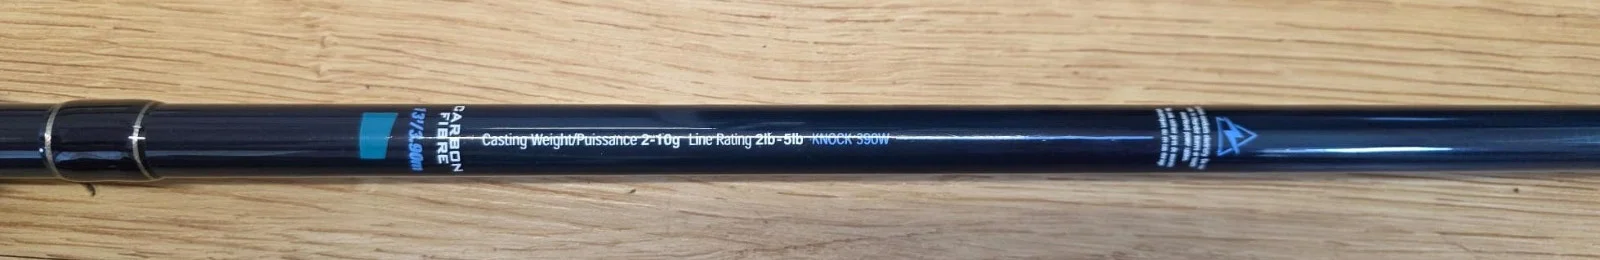 13'/3.90m
CARBON
FIBRE
Casting Weight/Puissance 2-10g Line Rating 2lb-5lb KNOCK 390W